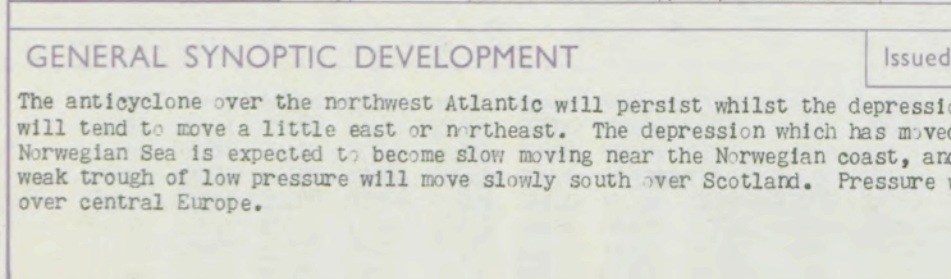 GENERAL SYNOPTIC DEVELOPMENT
Issued
The anticyclone over the northwest Atlantic will persist whilst the
will tend to move a little east or northeast. The depression which has
Norwegian Sea is expected to become slow moving near the Norwegian coast,
weak trough of low pressure will move slowly south over Scotland. Pressure
over central Europe.